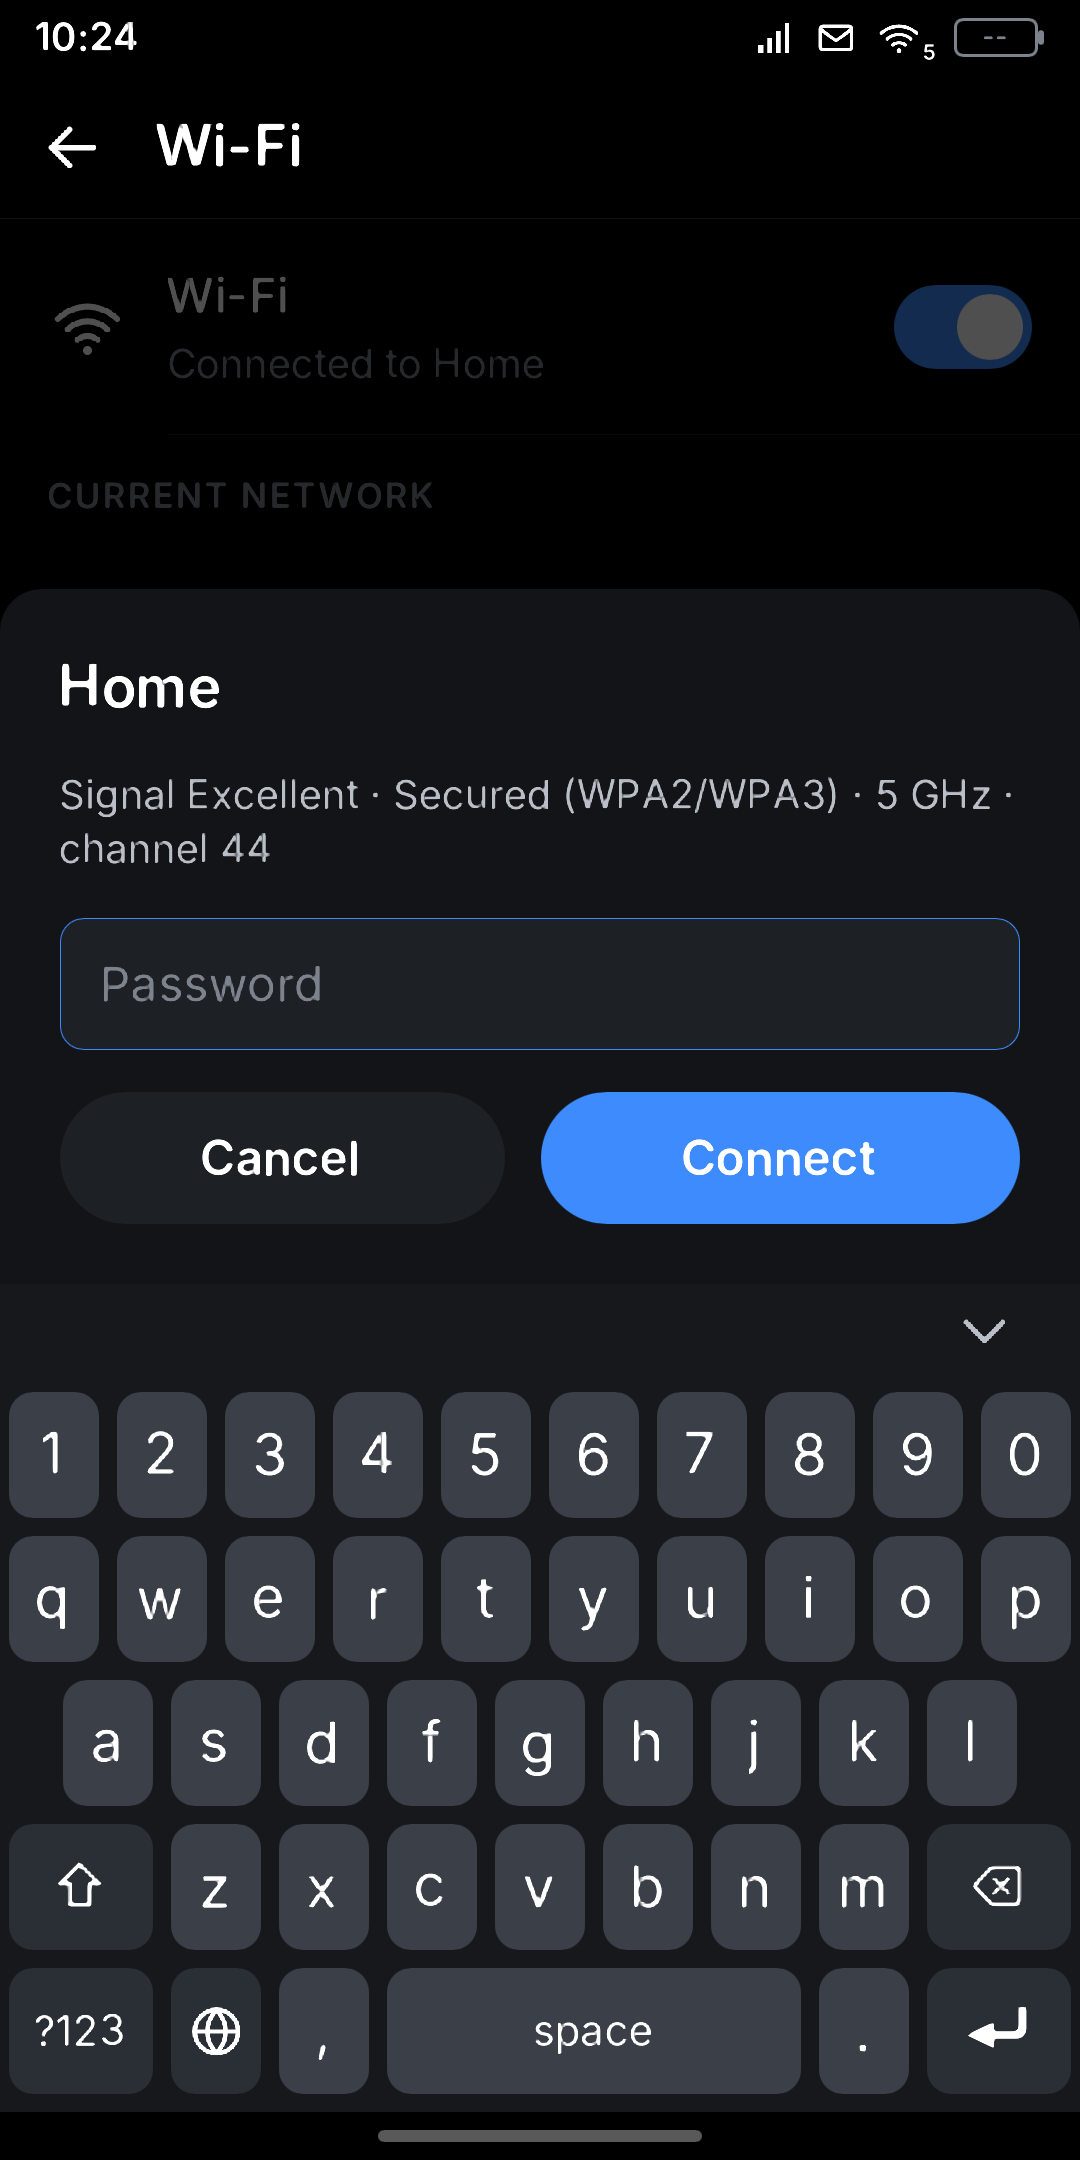 10:24
5
--
Wi-Fi
Wi-Fi
Connected to Home
CURRENT NETWORK
Home
Signal Excellent · Secured (WPA2/WPA3) · 5 GHz ·
channel 44
Password
Cancel
Connect
1 2 3 4 5 6 7 8 9 0
q w e r t y u i o p
a s d f g h j k l
z x c v b n m
?123 , space .